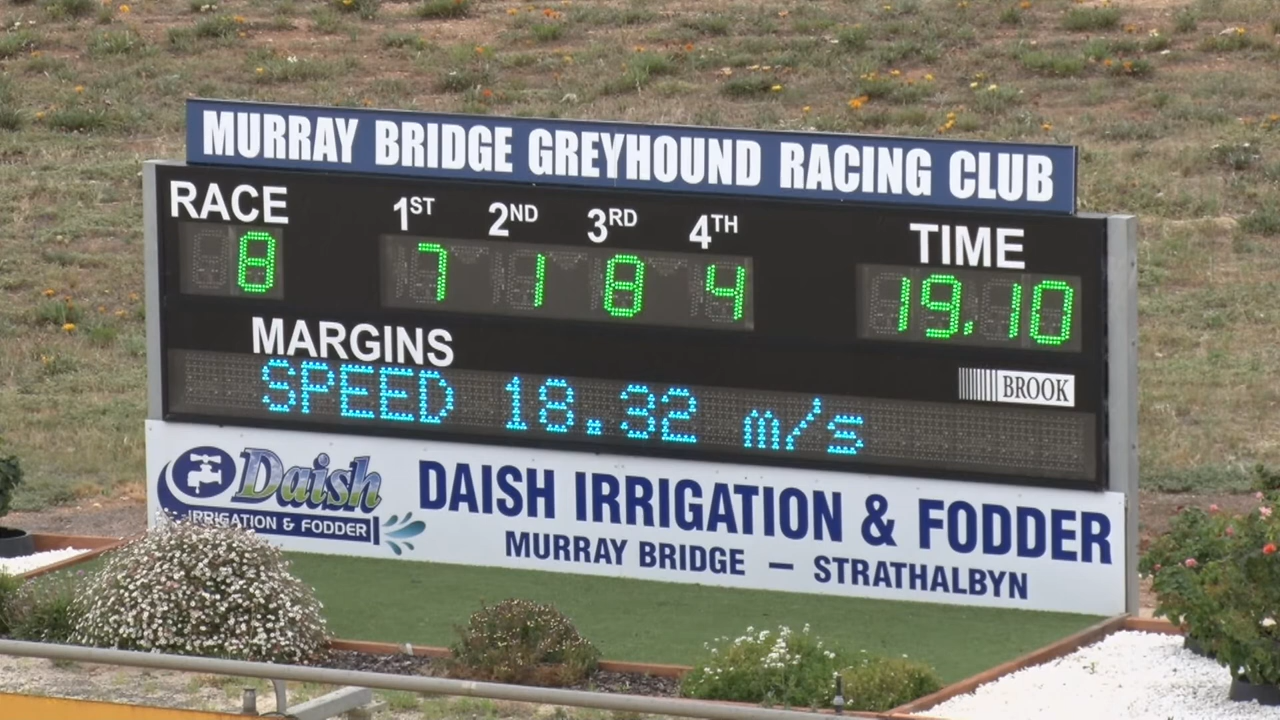 MURRAY BRIDGE GREYHOUND RACING CLUB
RACE 1ST 2ND 3RD 4TH TIME
8 7 1 8 4 19.10
MARGINS
BROOK
SPEED 18.32 m/s
Daish
IRRIGATION & FODDER
DAISH IRRIGATION & FODDER
MURRAY BRIDGE — STRATHALBYN